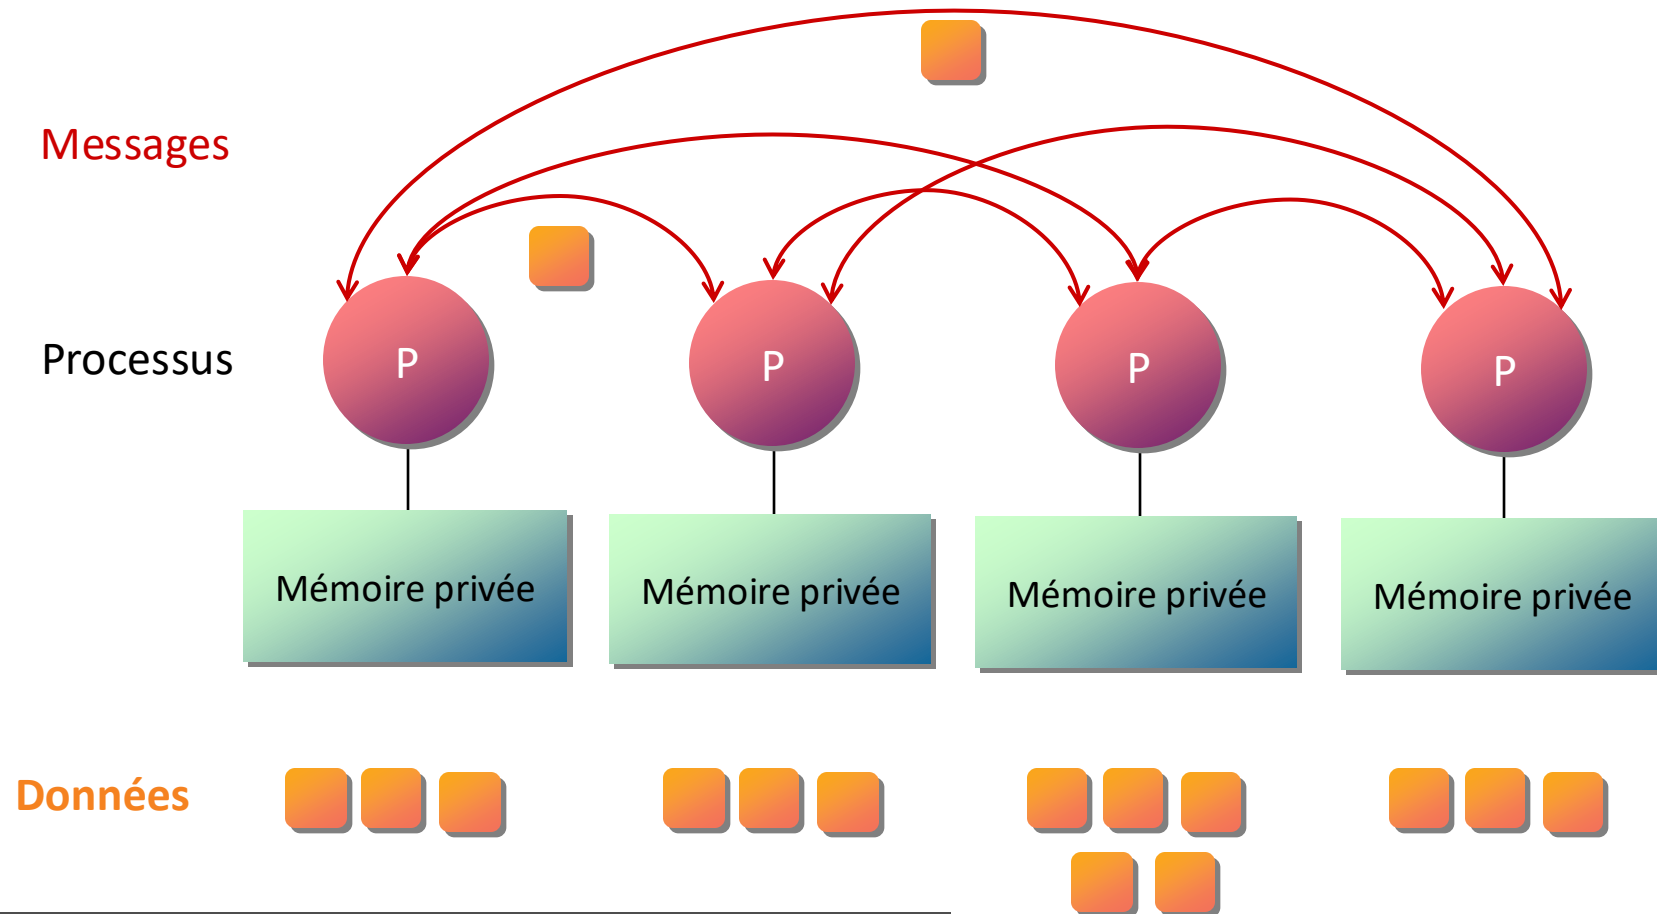 Messages
Processus
P
P
P
P
Mémoire privée
Mémoire privée
Mémoire privée
Mémoire privée
Données